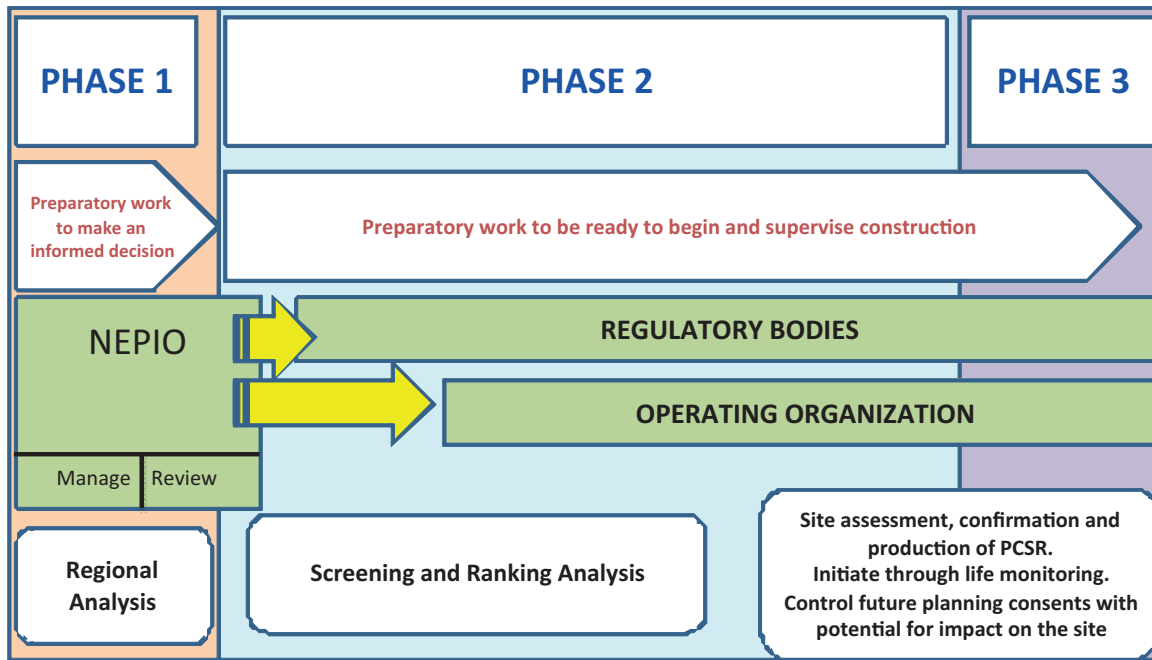 PHASE 1
PHASE 2
PHASE 3
Preparatory work
to make an
informed decision
Preparatory work to be ready to begin and supervise construction
NEPIO
REGULATORY BODIES
OPERATING ORGANIZATION
Manage
Review
Regional
Analysis
Screening and Ranking Analysis
Site assessment, confirmation and
production of PCSR.
Initiate through life monitoring.
Control future planning consents with
potential for impact on the site